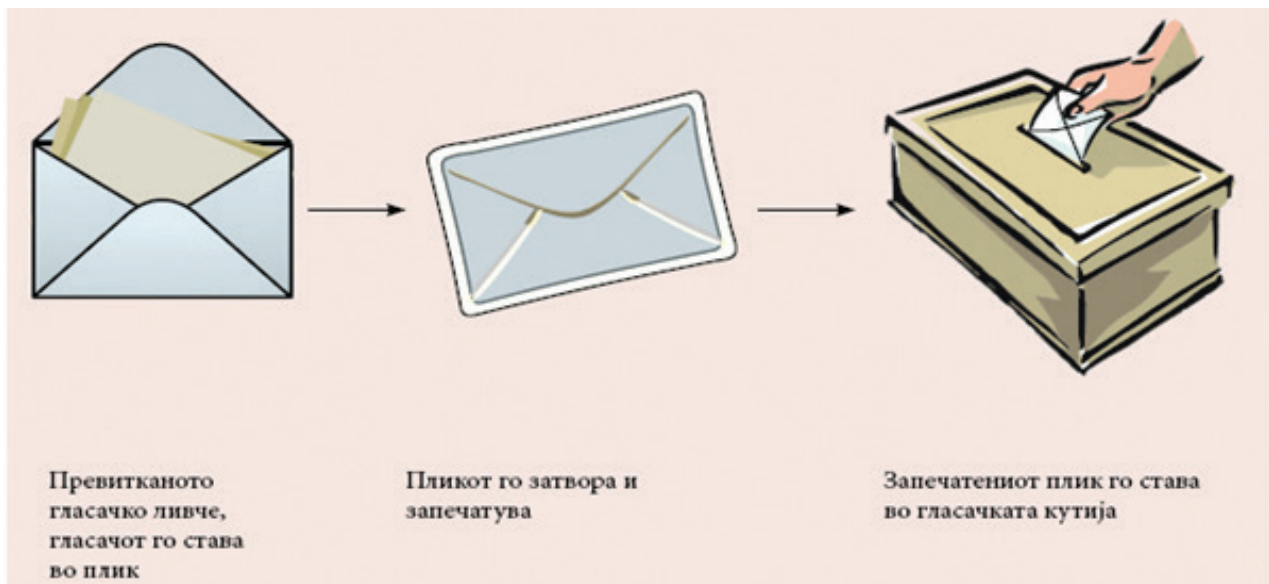 Превитканото
гласачко ливче,
гласачот го става
во плик
Пликот го затвора и
запечатува
Запечатениот плик го става
во гласачката кутија